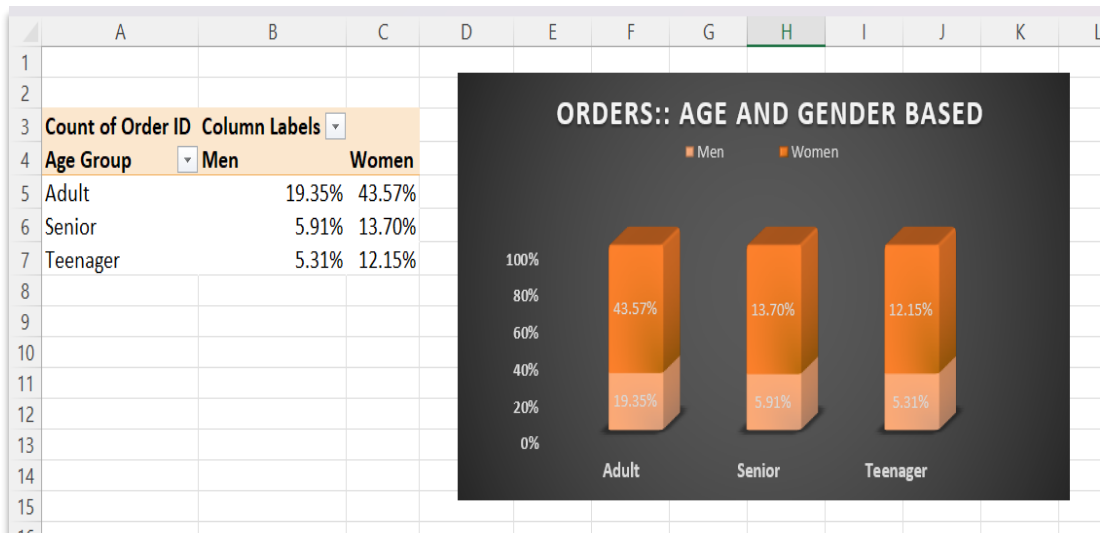 A B C D E F G H I J K L
1
2
3 Count of Order ID Column Labels
4 Age Group Men Women
5 Adult 19.35% 43.57%
6 Senior 5.91% 13.70%
7 Teenager 5.31% 12.15%
8
9
10
11
12
13
14
15
16
ORDERS:: AGE AND GENDER BASED
Men Women
100%
80%
60%
40%
20%
0%
43.57% 13.70% 12.15%
19.35% 5.91% 5.31%
Adult Senior Teenager